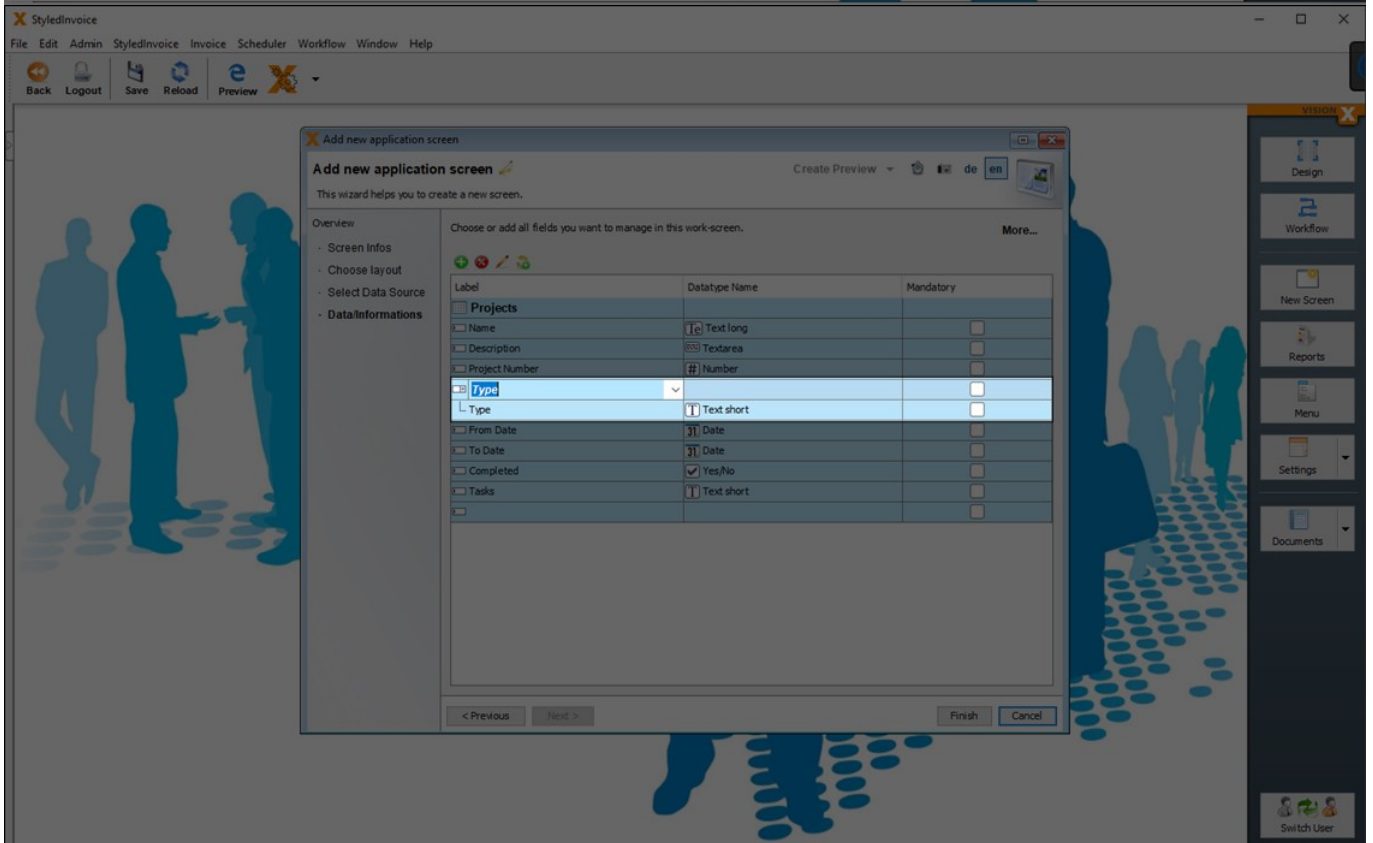 StyledInvoice
File Edit Admin StyledInvoice Invoice Scheduler Workflow Window Help
Back Logout Save Reload Preview
VISION X
Add new application screen
Add new application screen
Create Preview de en
This wizard helps you to create a new screen.
Overview
· Screen Infos
· Choose layout
· Select Data Source
· Data/Informations
Choose or add all fields you want to manage in this work-screen.
More...
Label Datatype Name Mandatory
Projects
Name Te Text long
Description Textarea
Project Number # Number
Type
Type T Text short
From Date 31 Date
To Date 31 Date
Completed Yes/No
Tasks T Text short
< Previous Next > Finish Cancel
Design
Workflow
New Screen
Reports
Menu
Settings
Documents
Switch User